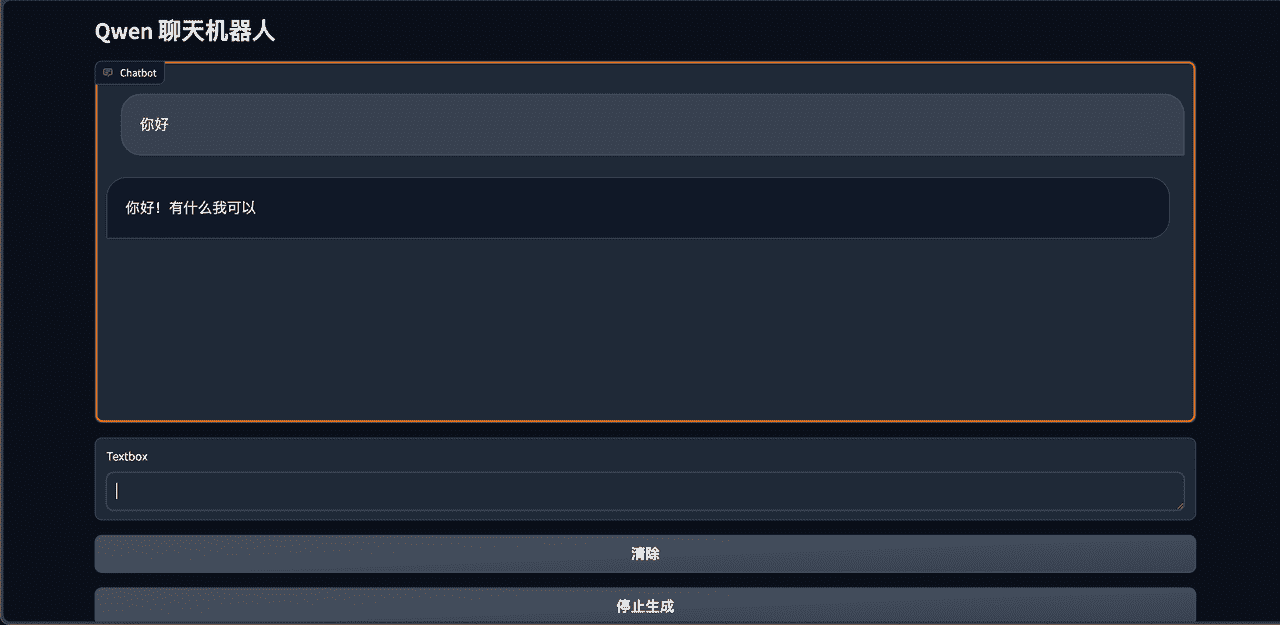 Qwen 聊天机器人
Chatbot
你好
你好！有什么我可以
Textbox
清除
停止生成